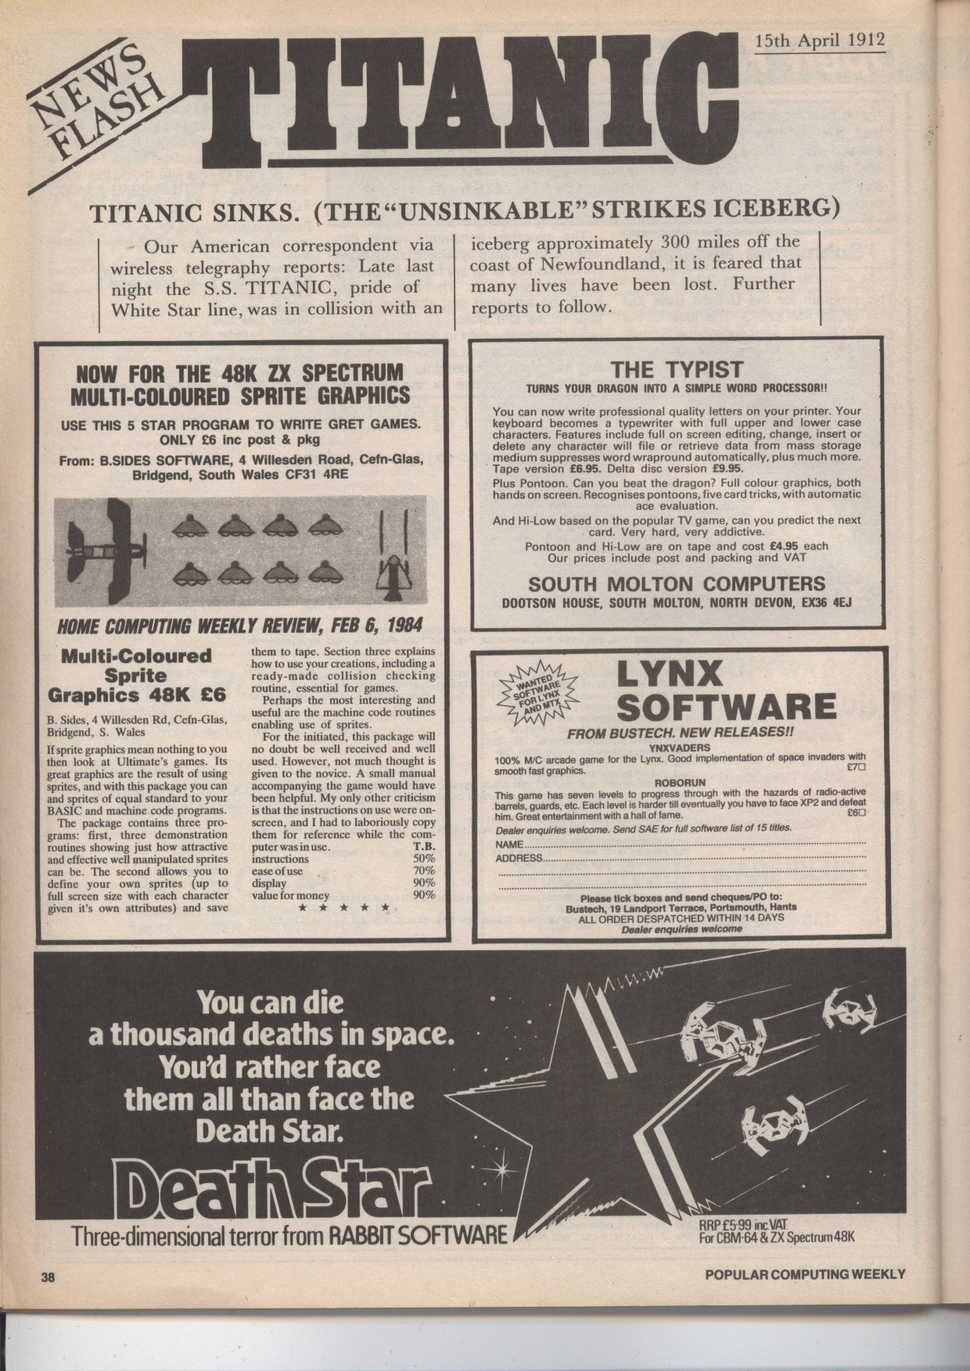 NEWS
FLASH
TITANIC
15th April 1912
TITANIC SINKS. (THE "UNSINKABLE" STRIKES ICEBERG)
Our American correspondent via
wireless telegraphy reports: Late last
night the S.S. TITANIC, pride of
White Star line, was in collision with an
iceberg approximately 300 miles off the
coast of Newfoundland, it is feared that
many lives have been lost. Further
reports to follow.
NOW FOR THE 48K ZX SPECTRUM
MULTI-COLOURED SPRITE GRAPHICS
USE THIS 5 STAR PROGRAM TO WRITE GRET GAMES.
ONLY £6 inc post & pkg
From: B.SIDES SOFTWARE, 4 Willesden Road, Cefn-Glas,
Bridgend, South Wales CF31 4RE
HOME COMPUTING WEEKLY REVIEW, FEB 6, 1984
Multi-Coloured
Sprite
Graphics 48K £6
B. Sides, 4 Willesden Rd, Cefn-Glas,
Bridgend, S. Wales
If sprite graphics mean nothing to you
then look at Ultimate's games. Its
great graphics are the result of using
sprites, and with this package you can
and sprites of equal standard to your
BASIC and machine code programs.
The package contains three pro-
grams: first, three demonstration
routines showing just how attractive
and effective well manipulated sprites
can be. The second allows you to
define your own sprites (up to
full screen size with each character
given it's own attributes) and save
them to tape. Section three explains
how to use your creations, including a
ready-made collision checking
routine, essential for games.
Perhaps the most interesting and
useful are the machine code routines
enabling use of sprites.
For the initiated, this package will
no doubt be well received and well
used. However, not much thought is
given to the novice. A small manual
accompanying the game would have
been helpful. My only other criticism
is that the instructions on use were on-
screen, and I had to laboriously copy
them for reference while the com-
puter was in use. T.B.
instructions 50%
ease of use 70%
display 90%
value for money 90%
★ ★ ★ ★ ★
THE TYPIST
TURNS YOUR DRAGON INTO A SIMPLE WORD PROCESSOR!!
You can now write professional quality letters on your printer. Your
keyboard becomes a typewriter with full upper and lower case
characters. Features include full on screen editing, change, insert or
delete any character will file or retrieve data from mass storage
medium suppresses word wrapround automatically, plus much more.
Tape version £6.95. Delta disc version £9.95.
Plus Pontoon. Can you beat the dragon? Full colour graphics, both
hands on screen. Recognises pontoons, five card tricks, with automatic
ace evaluation.
And Hi-Low based on the popular TV game, can you predict the next
card. Very hard, very addictive.
Pontoon and Hi-Low are on tape and cost £4.95 each
Our prices include post and packing and VAT
SOUTH MOLTON COMPUTERS
DOOTSON HOUSE, SOUTH MOLTON, NORTH DEVON, EX36 4EJ
WANTED
SOFTWARE
FOR LYNX
AND MTX
LYNX
SOFTWARE
FROM BUSTECH. NEW RELEASES!!
YNXVADERS
100% M/C arcade game for the Lynx. Good implementation of space invaders with
smooth fast graphics. £7□
ROBORUN
This game has seven levels to progress through with the hazards of radio-active
barrels, guards, etc. Each level is harder till eventually you have to face XP2 and defeat
him. Great entertainment with a hall of fame. £6□
Dealer enquiries welcome. Send SAE for full software list of 15 titles.
NAME
ADDRESS
Please tick boxes and send cheques/PO to:
Bustech, 19 Landport Terrace, Portsmouth, Hants
ALL ORDER DESPATCHED WITHIN 14 DAYS
Dealer enquiries welcome
You can die
a thousand deaths in space.
You'd rather face
them all than face the
Death Star.
Death Star
Three-dimensional terror from RABBIT SOFTWARE
RRP £5·99 inc VAT
For CBM·64 & ZX Spectrum 48K
38
POPULAR COMPUTING WEEKLY